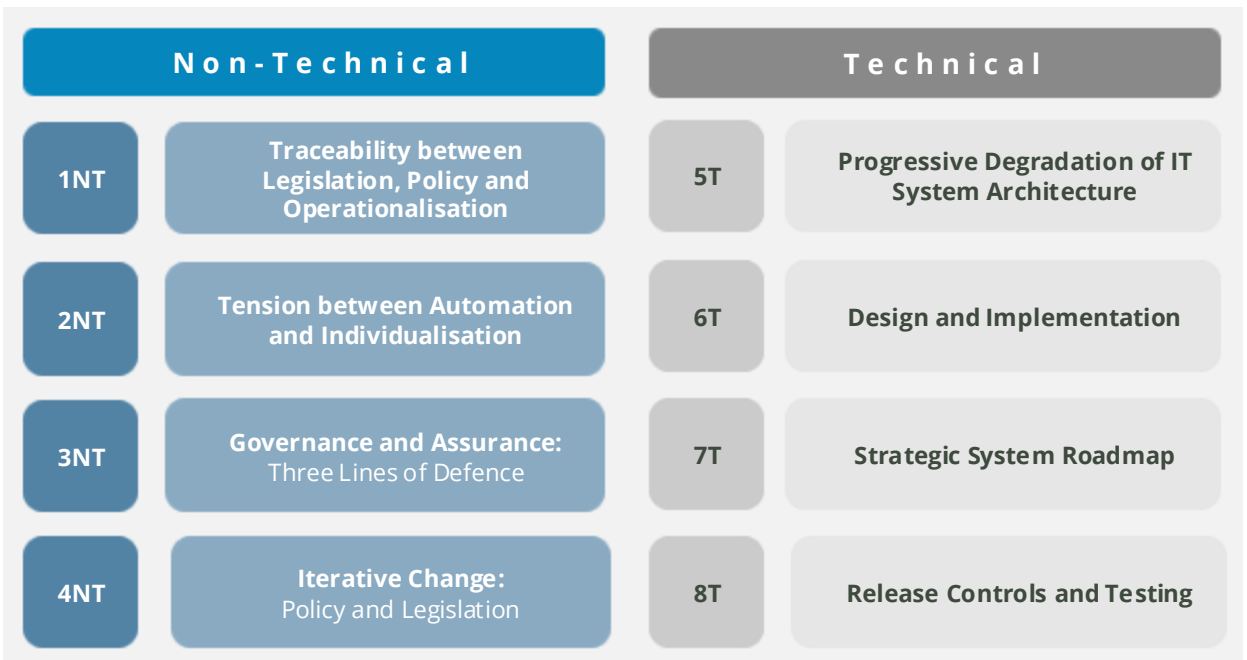 Non-Technical
Technical
1NT
Traceability between
Legislation, Policy and
Operationalisation
5T
Progressive Degradation of IT
System Architecture
2NT
Tension between Automation
and Individualisation
6T
Design and Implementation
3NT
Governance and Assurance:
Three Lines of Defence
7T
Strategic System Roadmap
4NT
Iterative Change:
Policy and Legislation
8T
Release Controls and Testing